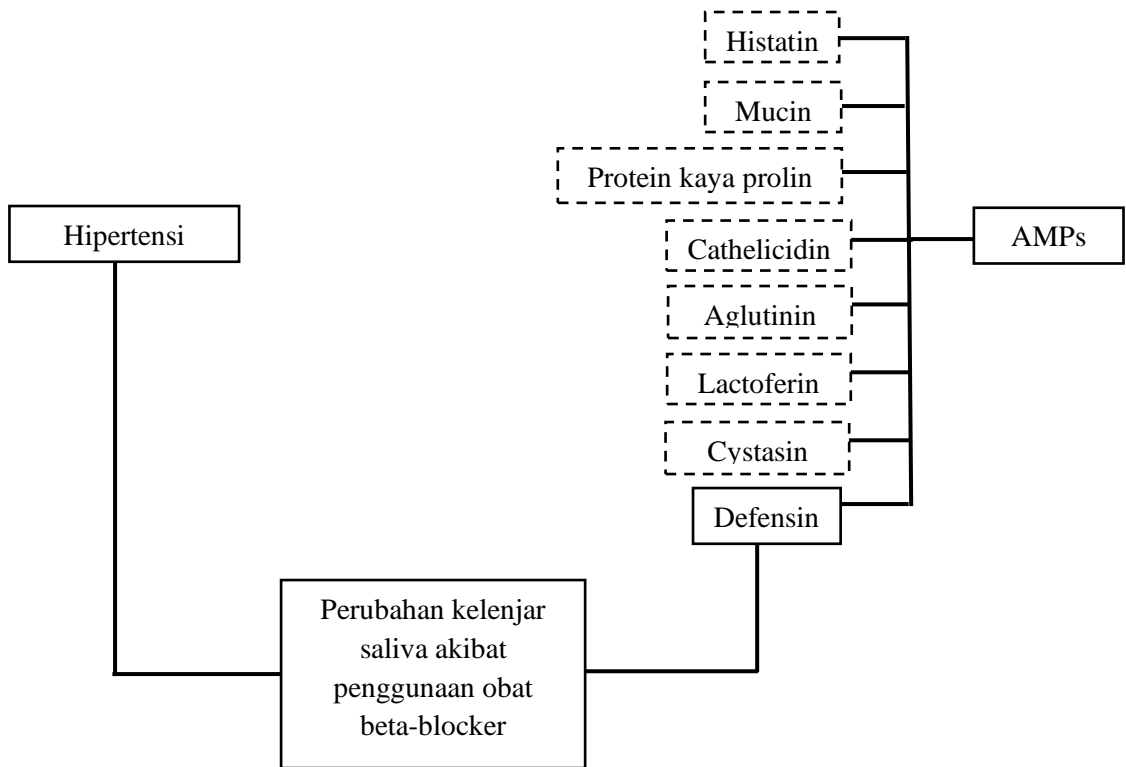 Histatin
Mucin
Protein kaya prolin
Hipertensi
Cathelicidin
AMPs
Aglutinin
Lactoferin
Cystasin
Defensin
Perubahan kelenjar
saliva akibat
penggunaan obat
beta-blocker